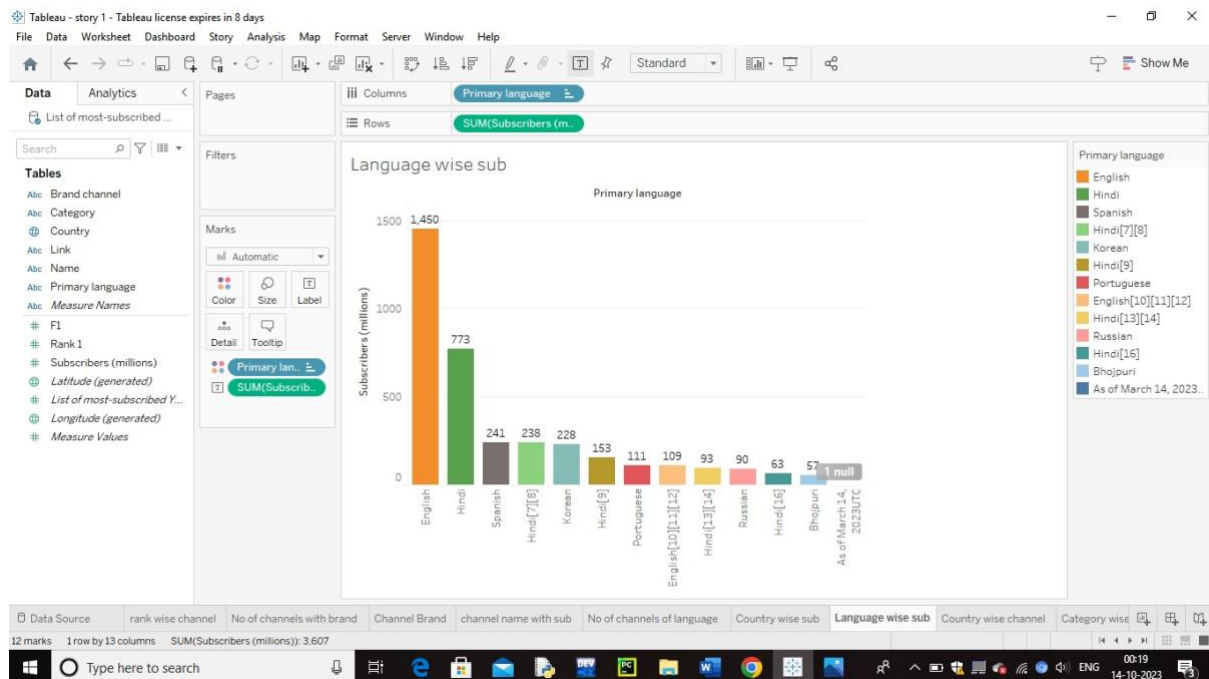 Tableau - story 1 - Tableau license expires in 8 days
File Data Worksheet Dashboard Story Analysis Map Format Server Window Help
Standard
Show Me
Data Analytics
List of most-subscribed ...
Search
Tables
Abc Brand channel
Abc Category
Country
Abc Link
Abc Name
Abc Primary language
Abc Measure Names
# F1
# Rank 1
# Subscribers (millions)
Latitude (generated)
# List of most-subscribed Y...
Longitude (generated)
# Measure Values
Pages
Filters
Marks
Automatic
Color Size Label
Detail Tooltip
Primary lan..
SUM(Subscrib..
Columns Primary language
Rows SUM(Subscribers (m..
Language wise sub
Primary language
Subscribers (millions)
1500
1000
500
0
1,450
773
241
238
228
153
111
109
93
90
63
57
1 null
English
Hindi
Spanish
Hindi[7][8]
Korean
Hindi[9]
Portuguese
English[10][11][12]
Hindi[13][14]
Russian
Hindi[16]
Bhojpuri
As of March 14,
2023UTC
Primary language
English
Hindi
Spanish
Hindi[7][8]
Korean
Hindi[9]
Portuguese
English[10][11][12]
Hindi[13][14]
Russian
Hindi[16]
Bhojpuri
As of March 14, 2023..
Data Source rank wise channel No of channels with brand Channel Brand channel name with sub No of channels of language Country wise sub Language wise sub Country wise channel Category wise
12 marks 1 row by 13 columns SUM(Subscribers (millions)): 3,607
Type here to search
DEV
PC
W
ENG
00:19
14-10-2023
3